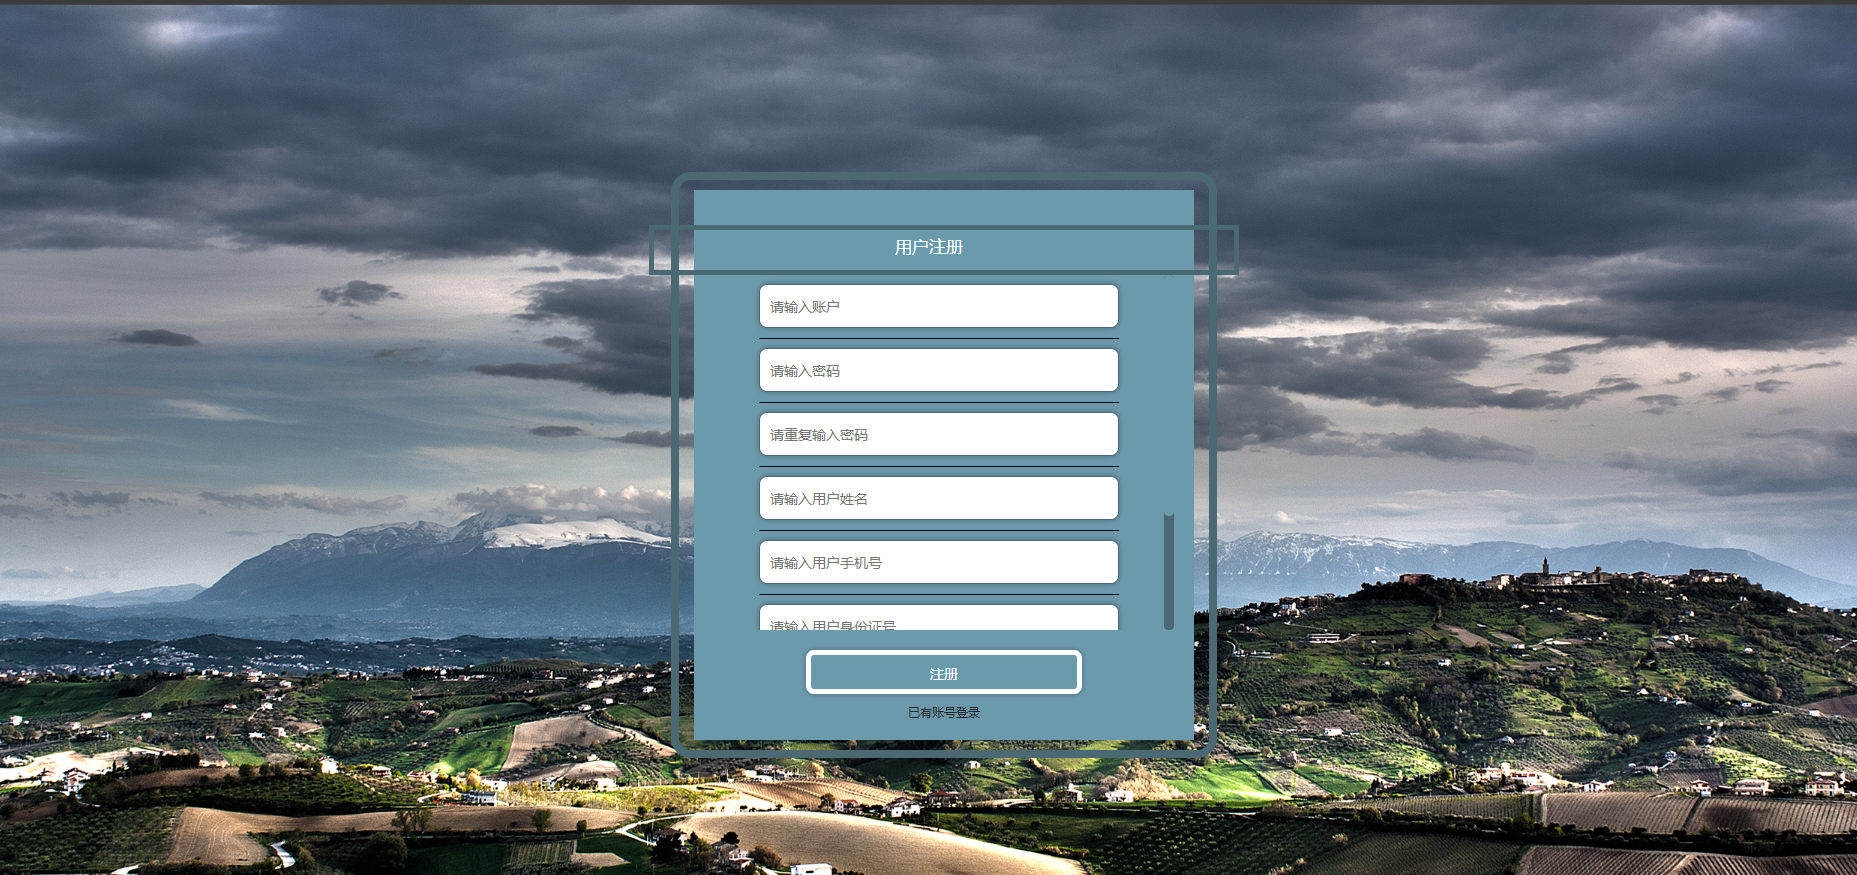 用户注册
请输入账户
请输入密码
请重复输入密码
请输入用户姓名
请输入用户手机号
请输入用户身份证号
注册
已有账号登录